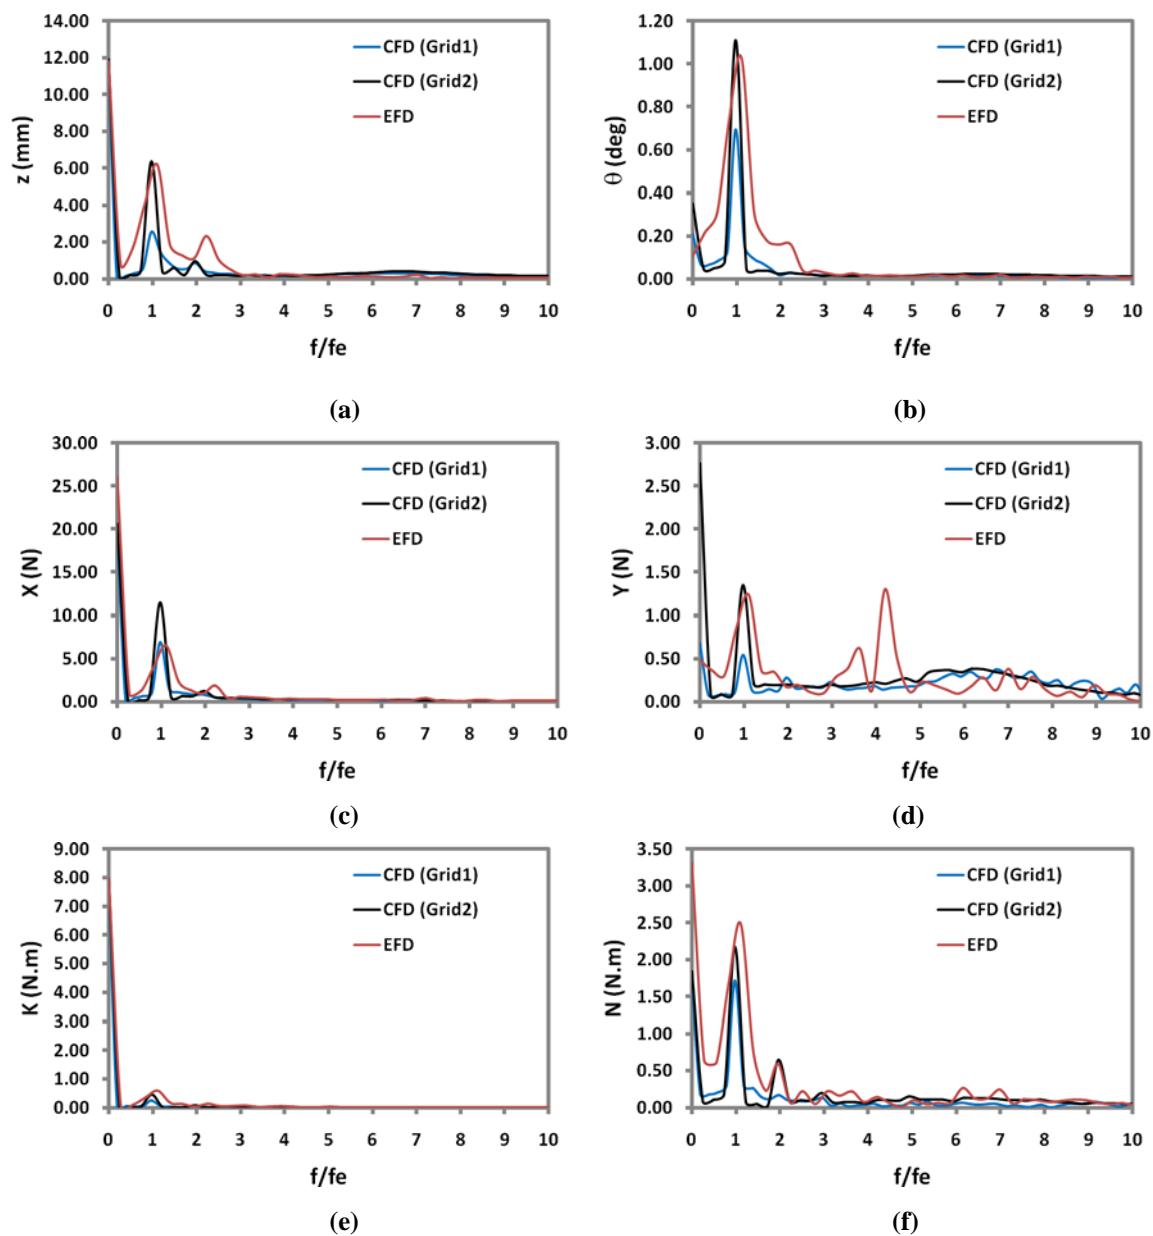 14.00
12.00
10.00
8.00
6.00
4.00
2.00
0.00
z (mm)
CFD (Grid1)
CFD (Grid2)
EFD
0 1 2 3 4 5 6 7 8 9 10
f/fe
(a)
1.20
1.00
0.80
0.60
0.40
0.20
0.00
θ (deg)
CFD (Grid1)
CFD (Grid2)
EFD
0 1 2 3 4 5 6 7 8 9 10
f/fe
(b)
30.00
25.00
20.00
15.00
10.00
5.00
0.00
X (N)
CFD (Grid1)
CFD (Grid2)
EFD
0 1 2 3 4 5 6 7 8 9 10
f/fe
(c)
3.00
2.50
2.00
1.50
1.00
0.50
0.00
Y (N)
CFD (Grid1)
CFD (Grid2)
EFD
0 1 2 3 4 5 6 7 8 9 10
f/fe
(d)
9.00
8.00
7.00
6.00
5.00
4.00
3.00
2.00
1.00
0.00
K (N.m)
CFD (Grid1)
CFD (Grid2)
EFD
0 1 2 3 4 5 6 7 8 9 10
f/fe
(e)
3.50
3.00
2.50
2.00
1.50
1.00
0.50
0.00
N (N.m)
CFD (Grid1)
CFD (Grid2)
EFD
0 1 2 3 4 5 6 7 8 9 10
f/fe
(f)